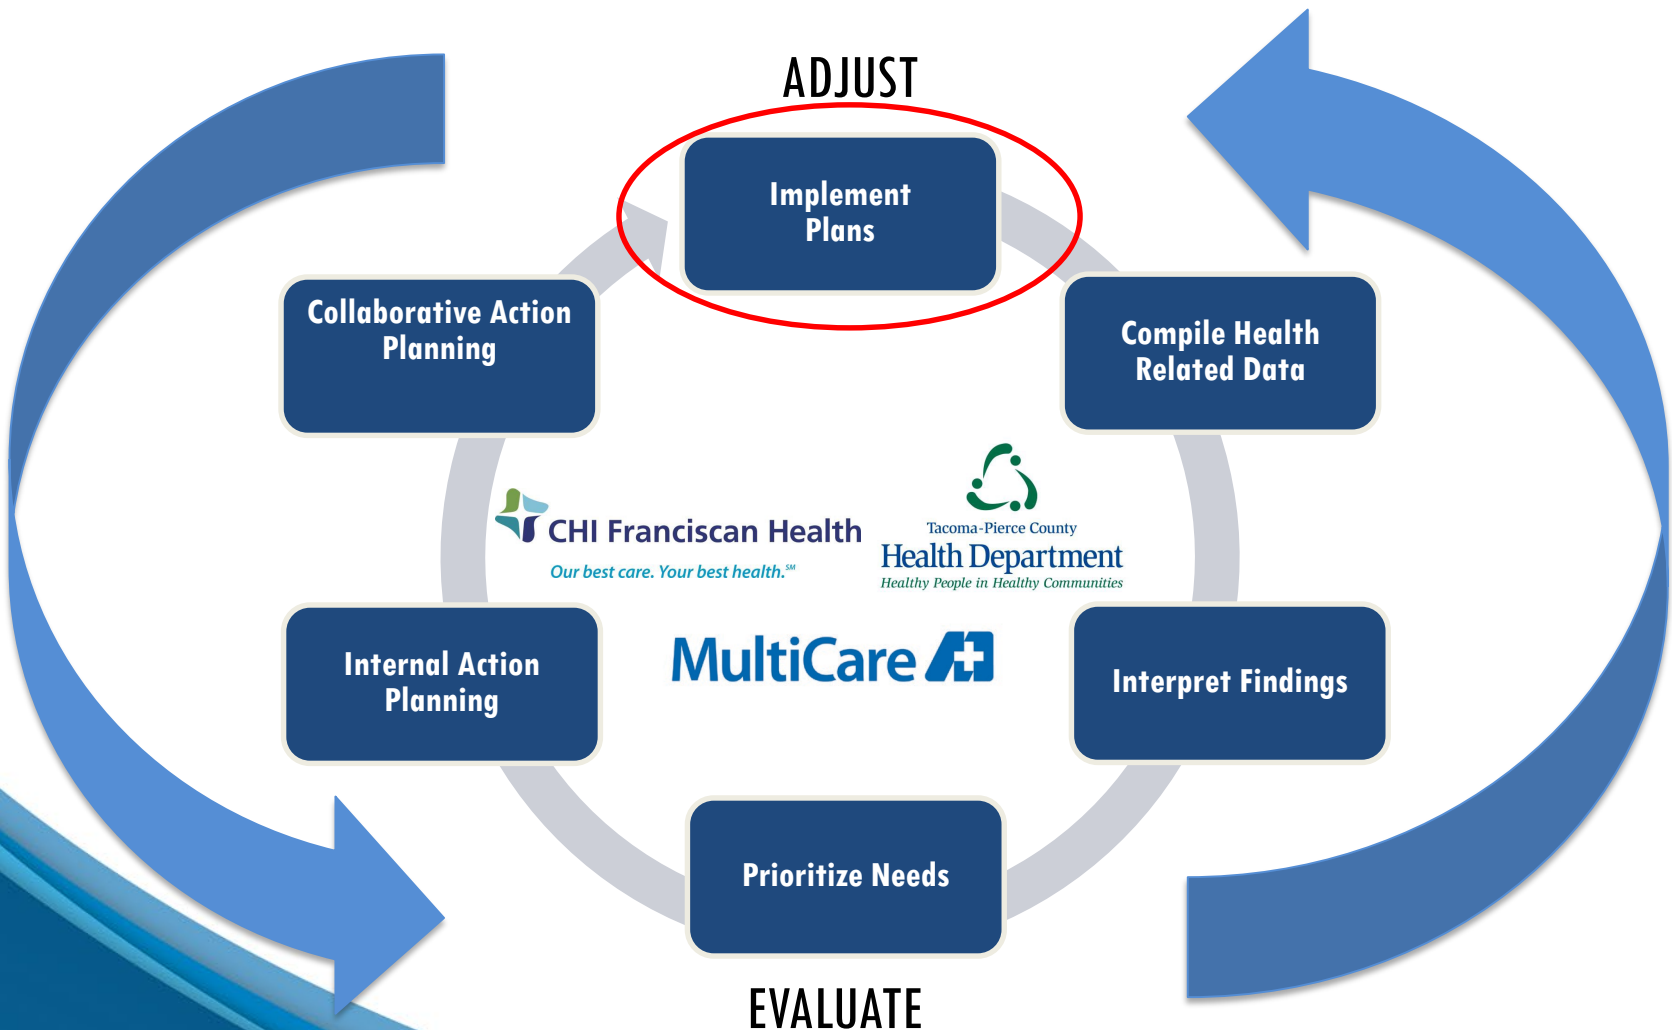 ADJUST
Implement
Plans
Collaborative Action
Planning
Compile Health
Related Data
CHI Franciscan Health
Our best care. Your best health.℠
Tacoma-Pierce County
Health Department
Healthy People in Healthy Communities
MultiCare
Internal Action
Planning
Interpret Findings
Prioritize Needs
EVALUATE